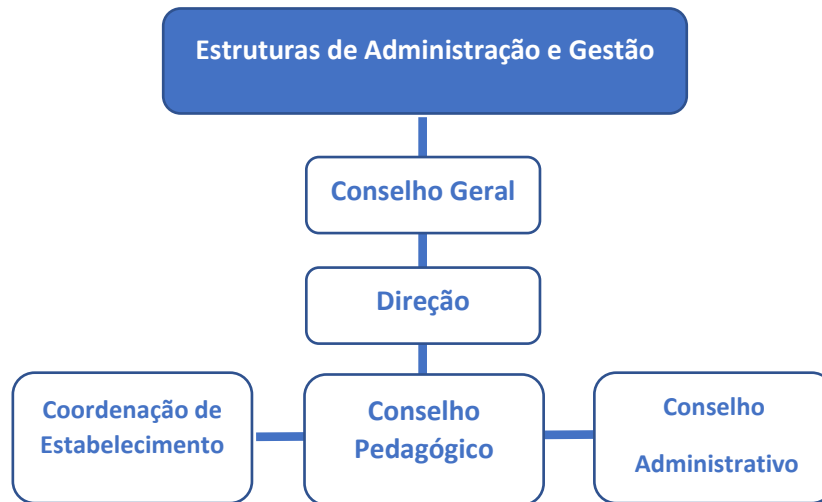 Estruturas de Administração e Gestão
Conselho Geral
Direção
Coordenação de
Estabelecimento
Conselho
Pedagógico
Conselho
Administrativo